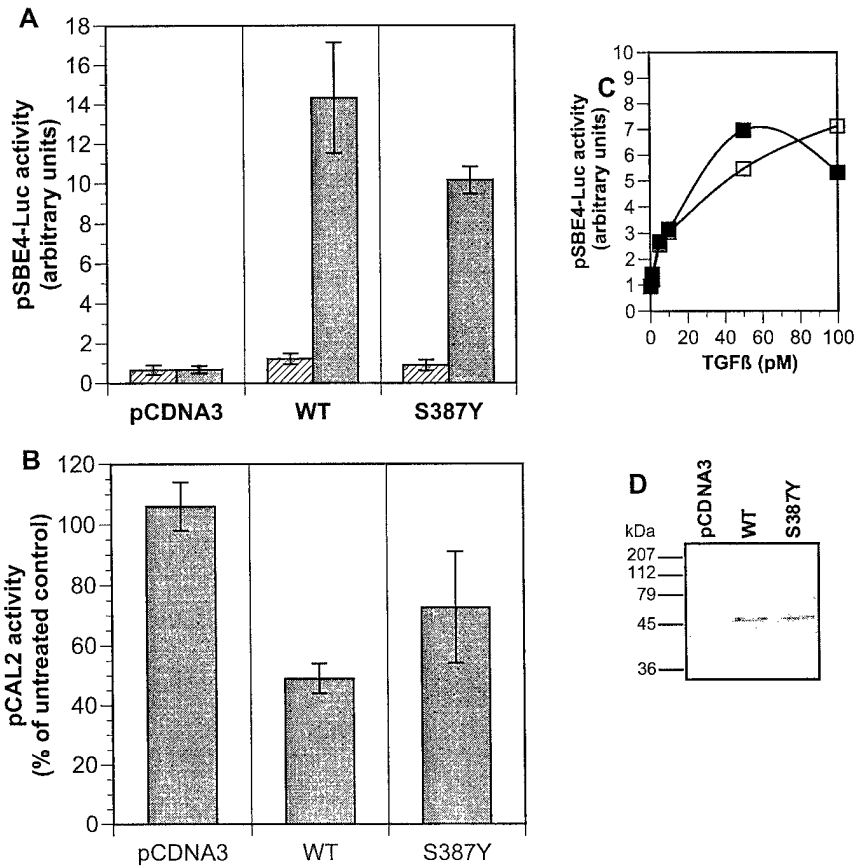 A
pSBE4-Luc activity
(arbitrary units)
18
16
14
12
10
8
6
4
2
0
pCDNA3 WT S387Y
C
pSBE4-Luc activity
(arbitrary units)
10
9
8
7
6
5
4
3
2
1
0
0 20 40 60 80 100
TGFß (pM)
B
pCAL2 activity
(% of untreated control)
120
100
80
60
40
20
0
pCDNA3 WT S387Y
D
pCDNA3
WT
S387Y
kDa
207
112
79
45
36